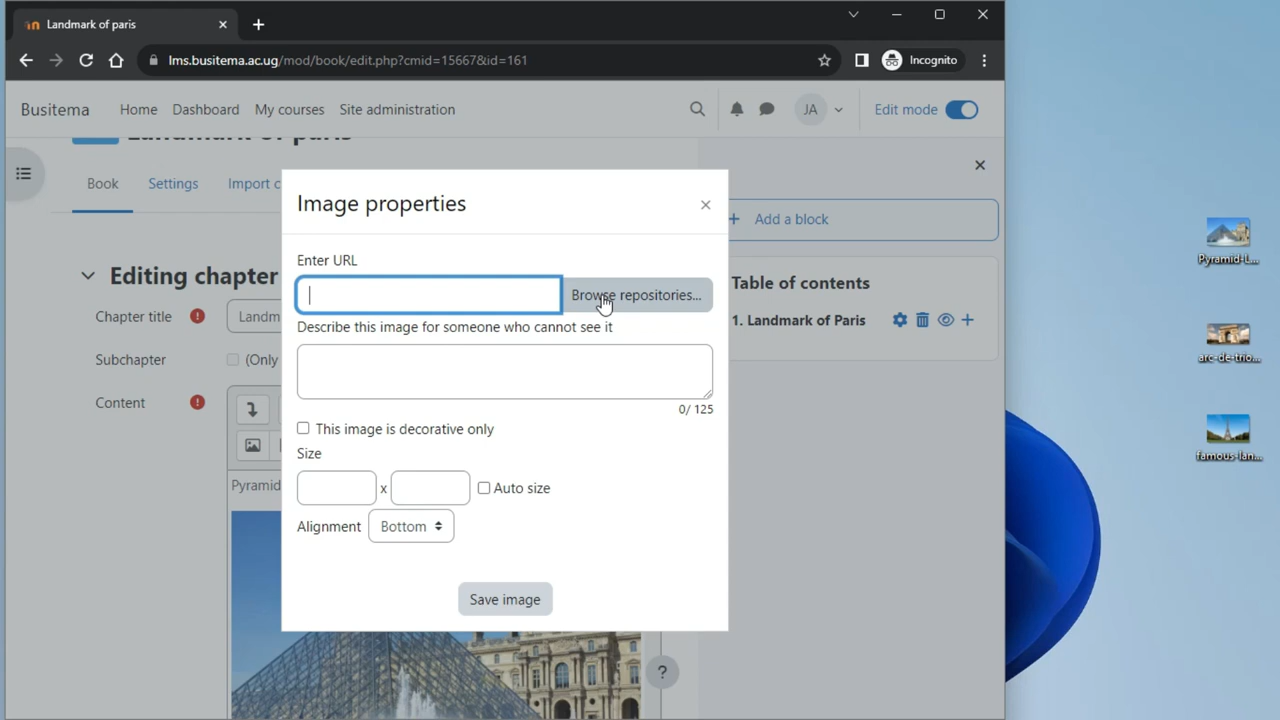 Landmark of paris
lms.busitema.ac.ug/mod/book/edit.php?cmid=15667&id=161
Incognito
Busitema
Home
Dashboard
My courses
Site administration
JA
Edit mode
Landmark of paris
Book
Settings
Import c
Image properties
+ Add a block
Enter URL
Browse repositories...
Editing chapter
Table of contents
Chapter title
Landm
Describe this image for someone who cannot see it
1. Landmark of Paris
Subchapter
(Only
Content
0/ 125
This image is decorative only
Size
x
Auto size
Pyramid
Alignment
Bottom
Save image
?
Pyramid-L...
arc-de-trio...
famous-lan...